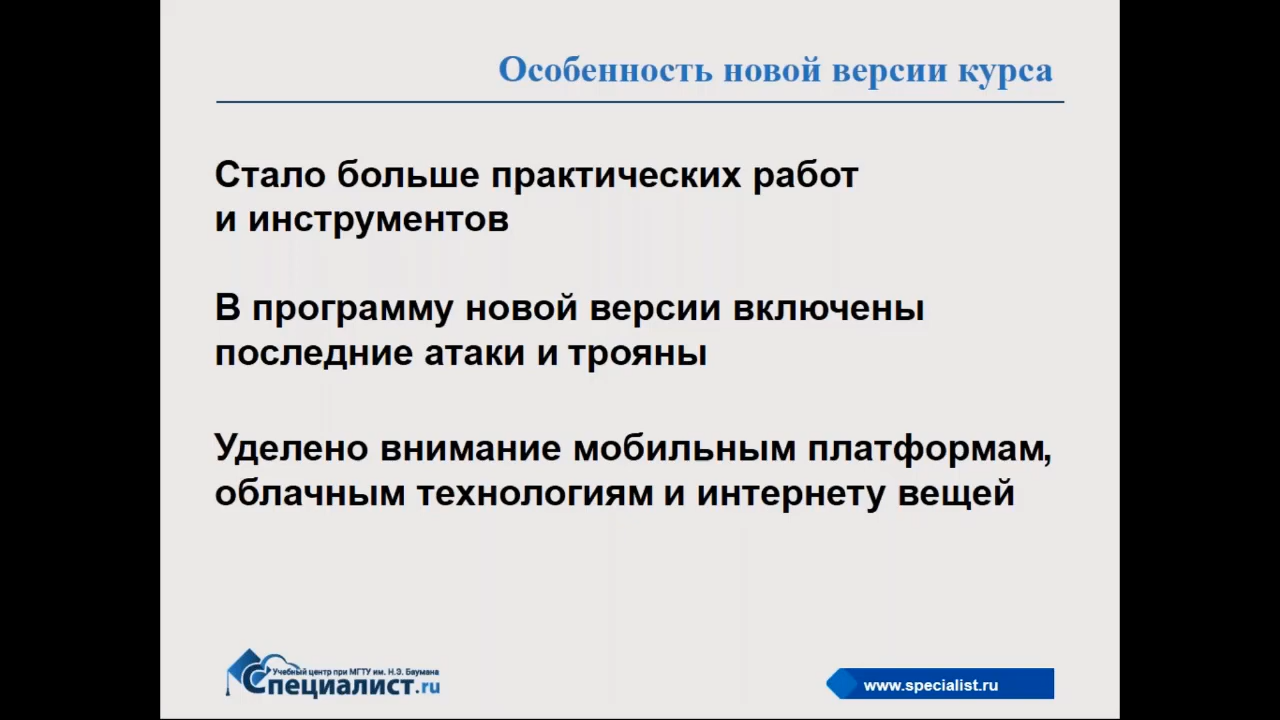 Особенность новой версии курса
Стало больше практических работ
и инструментов
В программу новой версии включены
последние атаки и трояны
Уделено внимание мобильным платформам,
облачным технологиям и интернету вещей
Учебный центр при МГТУ им. Н.Э. Баумана
Специалист.ru
www.specialist.ru